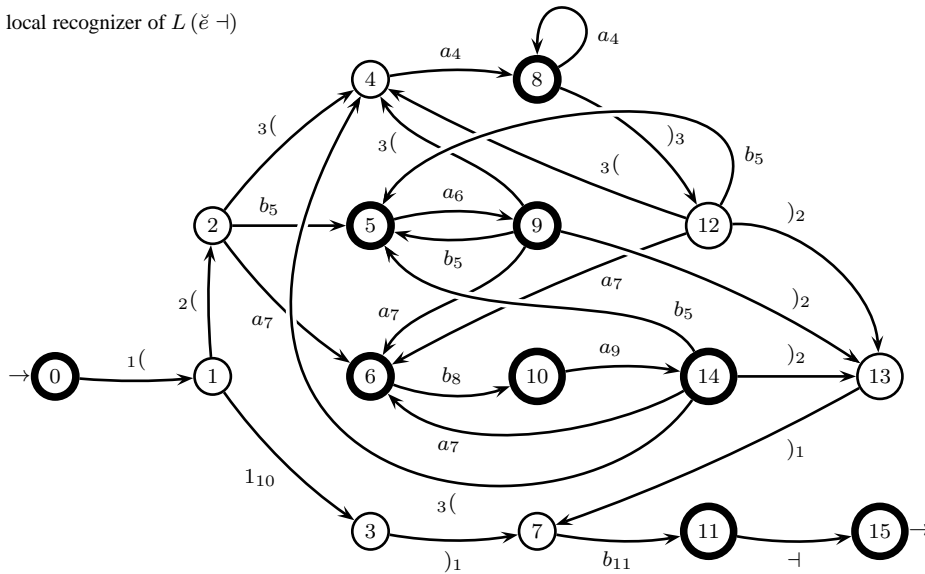 local recognizer of L (ĕ ⊣)
a₄
a₄
4
8
₃(
₃(
)₃
₃(
b₅
b₅
a₆
)₂
2
5
9
12
b₅
₂(
a₇
a₇
a₇
)₂
b₅
→ 0
₁(
1
6
b₈
10
a₉
14
)₂
13
a₇
)₁
1₁₀
₃(
3
7
11
15 →
)₁
b₁₁
⊣